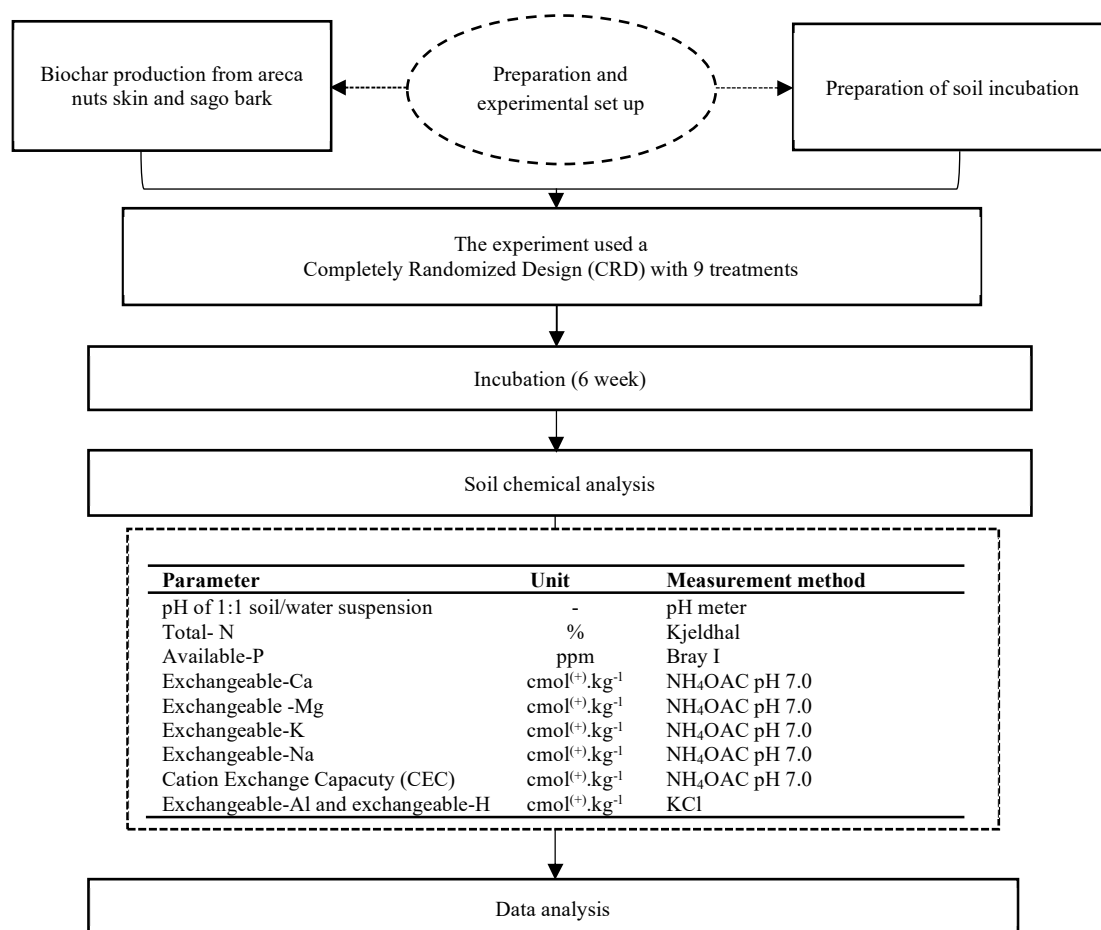 Biochar production from areca
nuts skin and sago bark
Preparation and
experimental set up
Preparation of soil incubation
The experiment used a
Completely Randomized Design (CRD) with 9 treatments
Incubation (6 week)
Soil chemical analysis
Parameter Unit Measurement method
pH of 1:1 soil/water suspension - pH meter
Total- N % Kjeldhal
Available-P ppm Bray I
Exchangeable-Ca cmol⁽⁺⁾.kg⁻¹ NH₄OAC pH 7.0
Exchangeable -Mg cmol⁽⁺⁾.kg⁻¹ NH₄OAC pH 7.0
Exchangeable-K cmol⁽⁺⁾.kg⁻¹ NH₄OAC pH 7.0
Exchangeable-Na cmol⁽⁺⁾.kg⁻¹ NH₄OAC pH 7.0
Cation Exchange Capacuty (CEC) cmol⁽⁺⁾.kg⁻¹ NH₄OAC pH 7.0
Exchangeable-Al and exchangeable-H cmol⁽⁺⁾.kg⁻¹ KCl
Data analysis